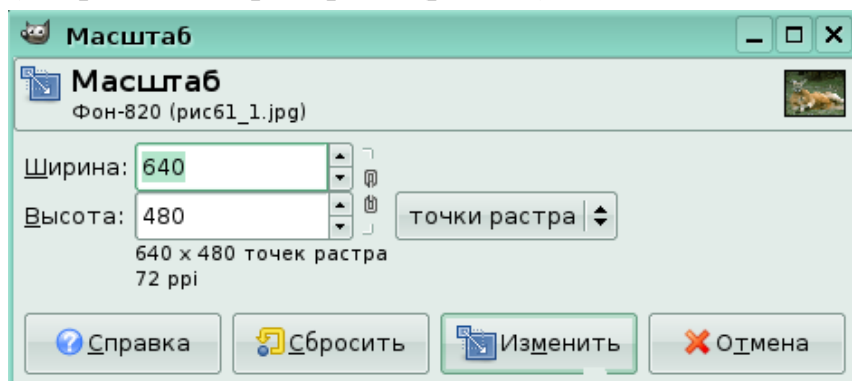 Масштаб
Масштаб
Фон-820 (рис61_1.jpg)
Ширина: 640
Высота: 480 точки растра
640 x 480 точек растра
72 ppi
Справка Сбросить Изменить Отмена